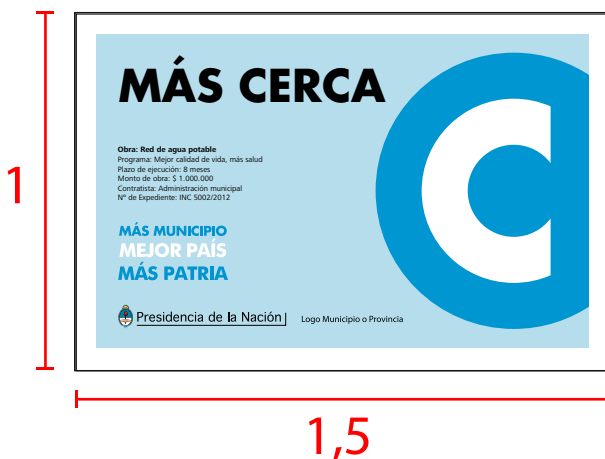 MÁS CERCA
Obra: Red de agua potable
Programa: Mejor calidad de vida, más salud
Plazo de ejecución: 8 meses
Monto de obra: $ 1.000.000
Contratista: Administración municipal
Nº de Expediente: INC 5002/2012
MÁS MUNICIPIO
MEJOR PAÍS
MÁS PATRIA
Presidencia de la Nación
Logo Municipio o Provincia
C
1
1,5